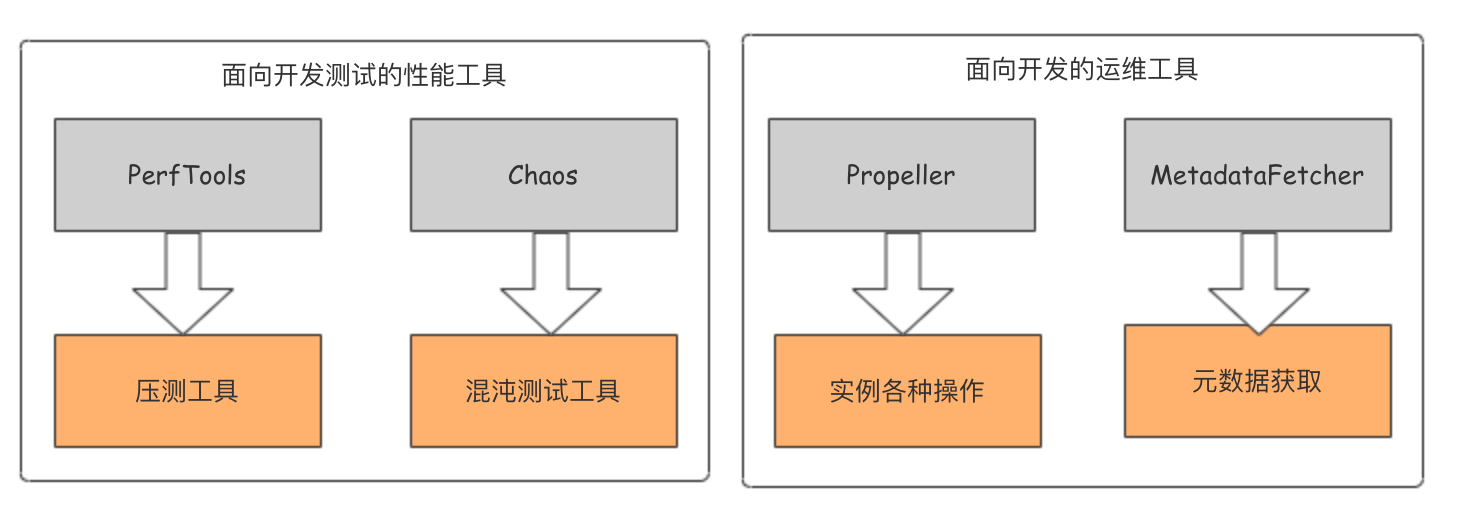 面向开发测试的性能工具
PerfTools
Chaos
压测工具
混沌测试工具
面向开发的运维工具
Propeller
MetadataFetcher
实例各种操作
元数据获取